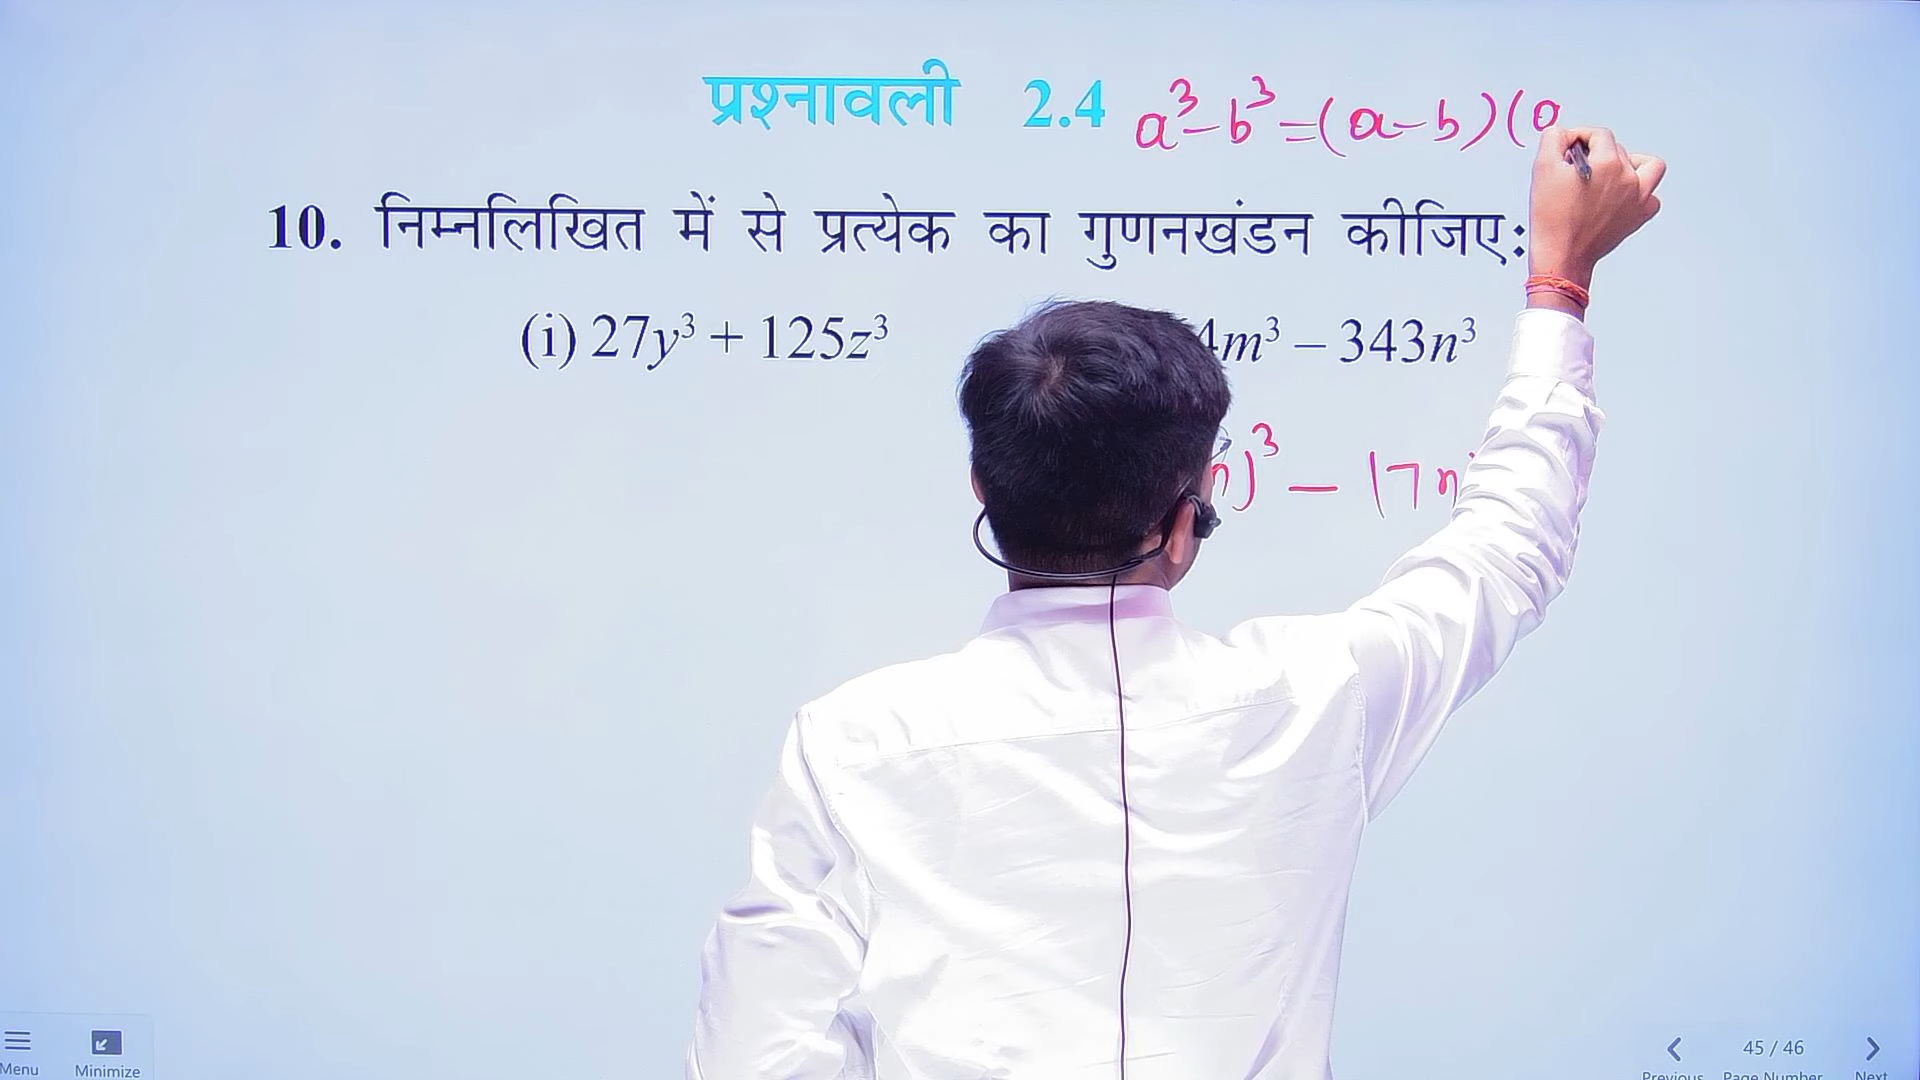 प्रश्नावली 2.4 a³-b³=(a-b)(a
10. निम्नलिखित में से प्रत्येक का गुणनखंडन कीजिए:
(i) 27y³ + 125z³ 4m³ – 343n³
)³ – (7n
Menu Minimize
45 / 46
Previous Page Number Next